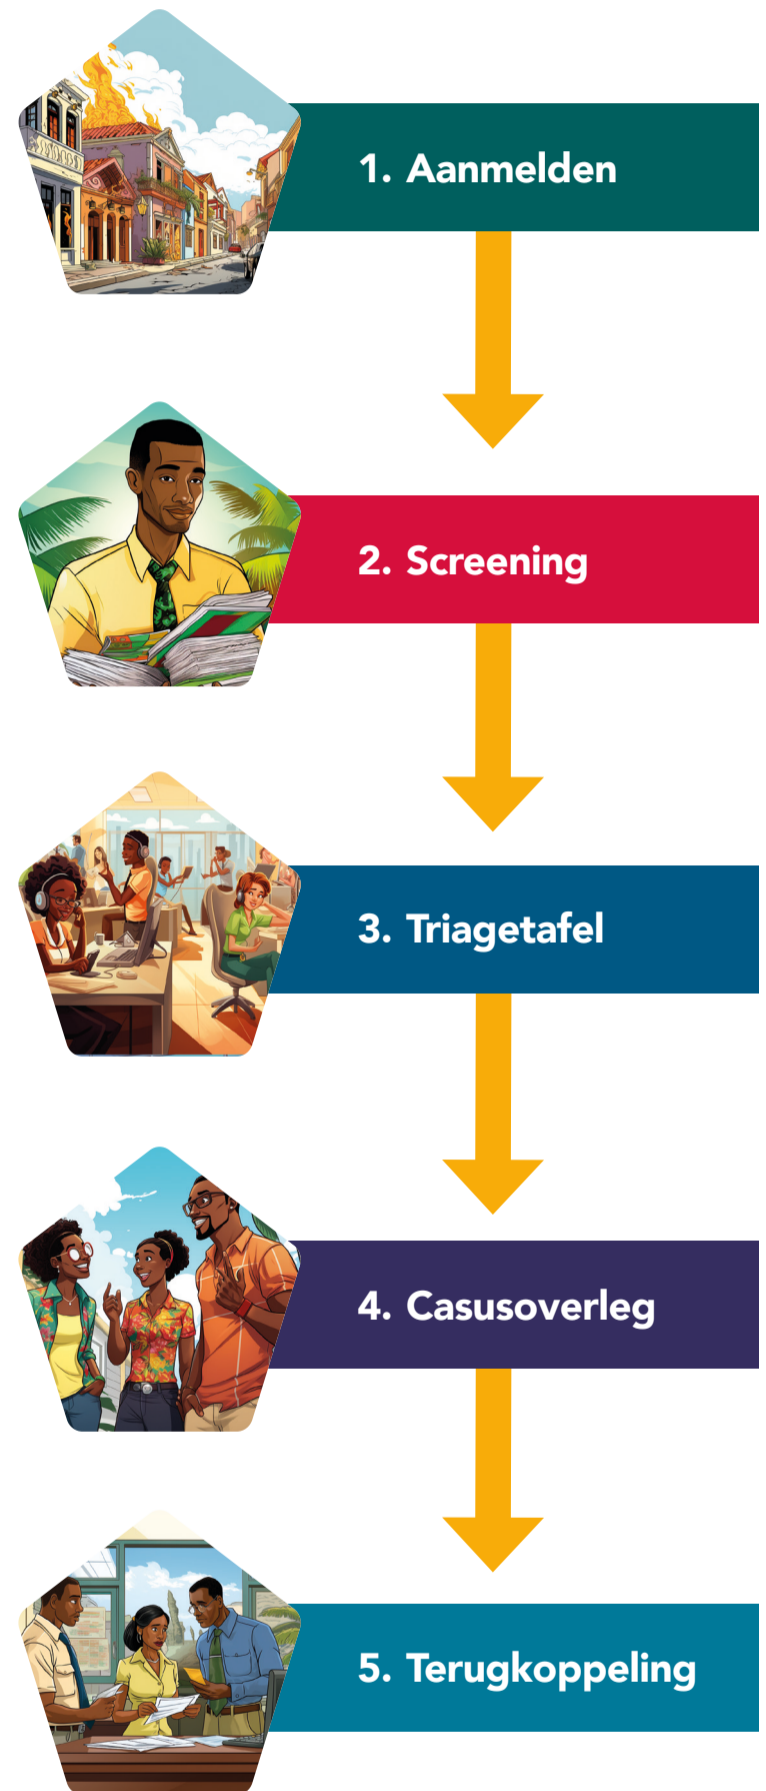 1. Aanmelden
2. Screening
3. Triagetafel
4. Casusoverleg
5. Terugkoppeling